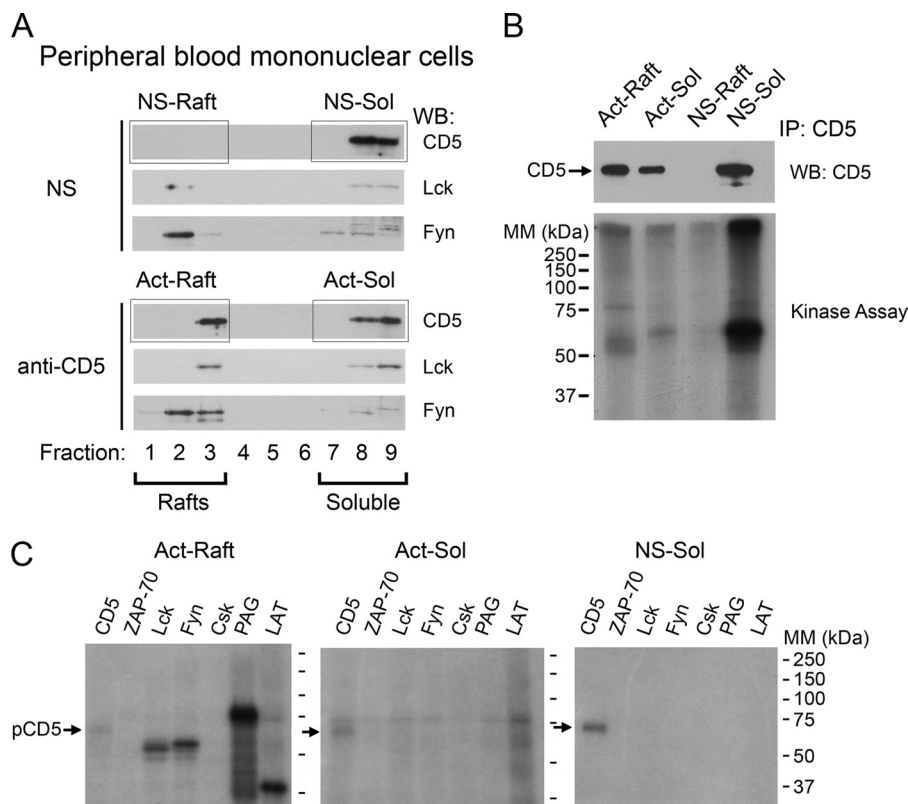 A
Peripheral blood mononuclear cells
NS-Raft NS-Sol WB:
CD5
NS
Lck
Fyn
Act-Raft Act-Sol
CD5
anti-CD5
Lck
Fyn
Fraction: 1 2 3 4 5 6 7 8 9
Rafts Soluble
B
Act-Raft Act-Sol NS-Raft NS-Sol
IP: CD5
CD5 WB: CD5
MM (kDa)
250
150
100
75
Kinase Assay
50
37
C
Act-Raft Act-Sol NS-Sol
CD5 ZAP-70 Lck Fyn Csk PAG LAT CD5 ZAP-70 Lck Fyn Csk PAG LAT CD5 ZAP-70 Lck Fyn Csk PAG LAT
MM (kDa)
250
150
100
pCD5 75
50
37